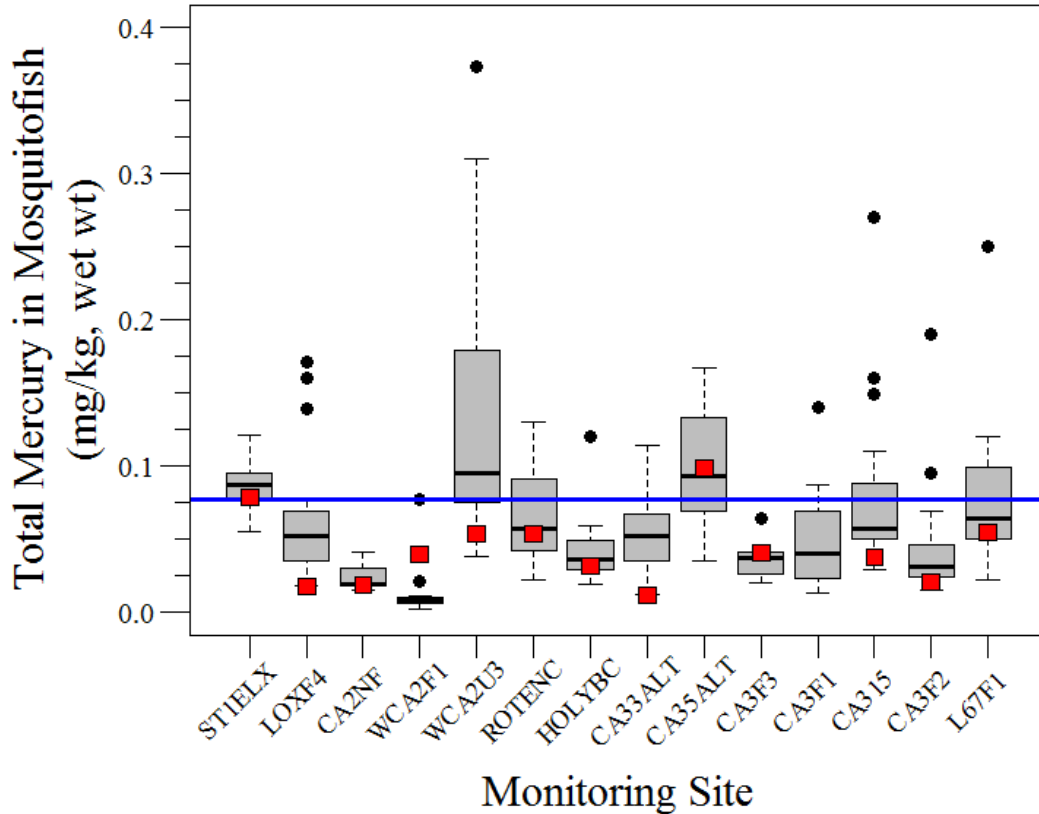 Total Mercury in Mosquitofish
(mg/kg, wet wt)
0.4
0.3
0.2
0.1
0.0
ST1ELX
LOXF4
CA2NF
WCA2F1
WCA2U3
ROTENC
HOLYBC
CA33ALT
CA35ALT
CA3F3
CA3F1
CA315
CA3F2
L67F1
Monitoring Site